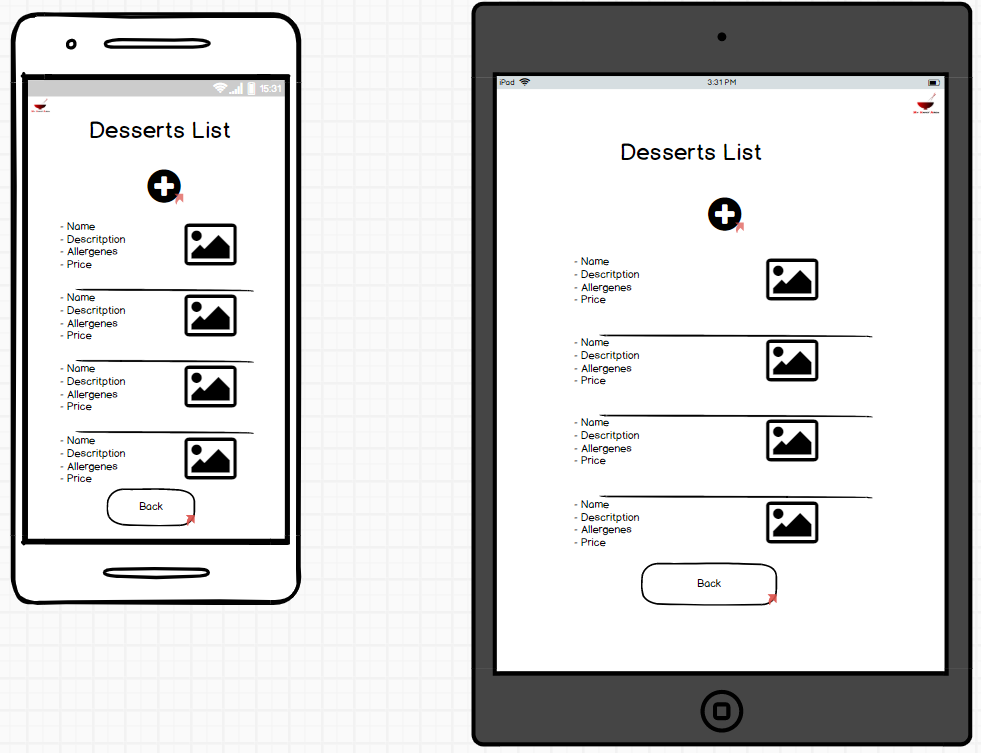 15:31
Desserts List
- Name
- Descritption
- Allergenes
- Price
- Name
- Descritption
- Allergenes
- Price
- Name
- Descritption
- Allergenes
- Price
- Name
- Descritption
- Allergenes
- Price
Back
iPad 3:31 PM
Desserts List
- Name
- Descritption
- Allergenes
- Price
- Name
- Descritption
- Allergenes
- Price
- Name
- Descritption
- Allergenes
- Price
- Name
- Descritption
- Allergenes
- Price
Back